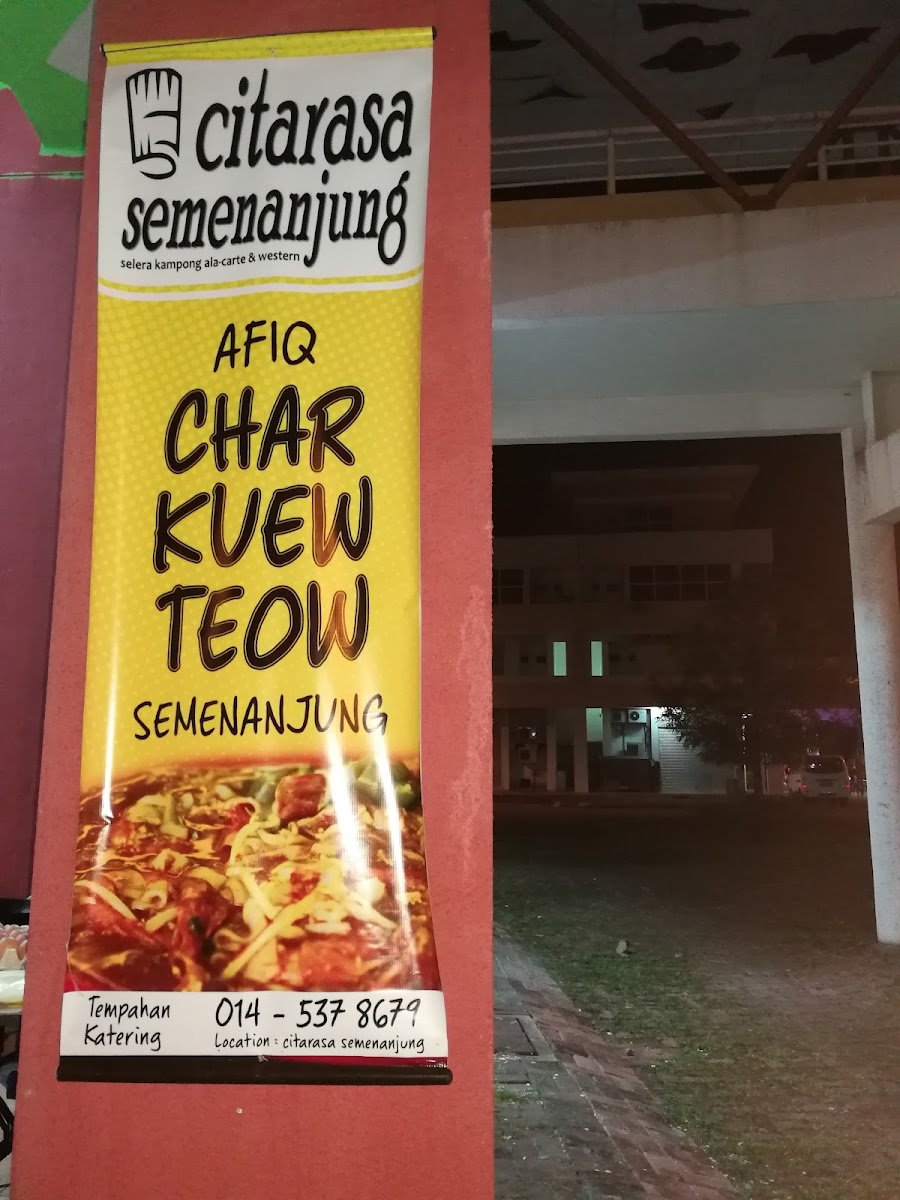 citarasa
semenanjung
selera kampong ala-carte & western
AFIQ
CHAR
KUEW
TEOW
SEMENANJUNG
Tempahan
Katering
014 - 537 8679
Location : citarasa semenanjung